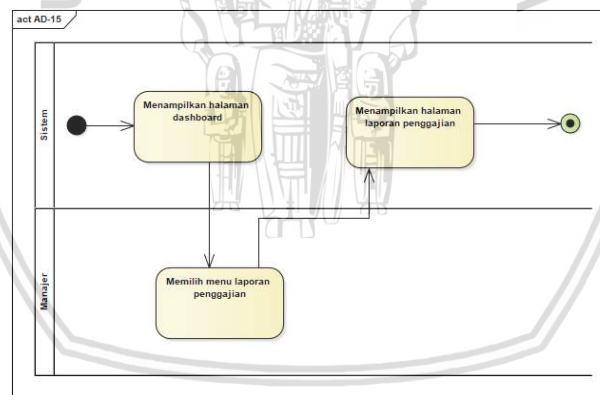 act AD-15
Sistem
Menampilkan halaman
dashboard
Menampilkan halaman
laporan penggajian
Manajer
Memilih menu laporan
penggajian